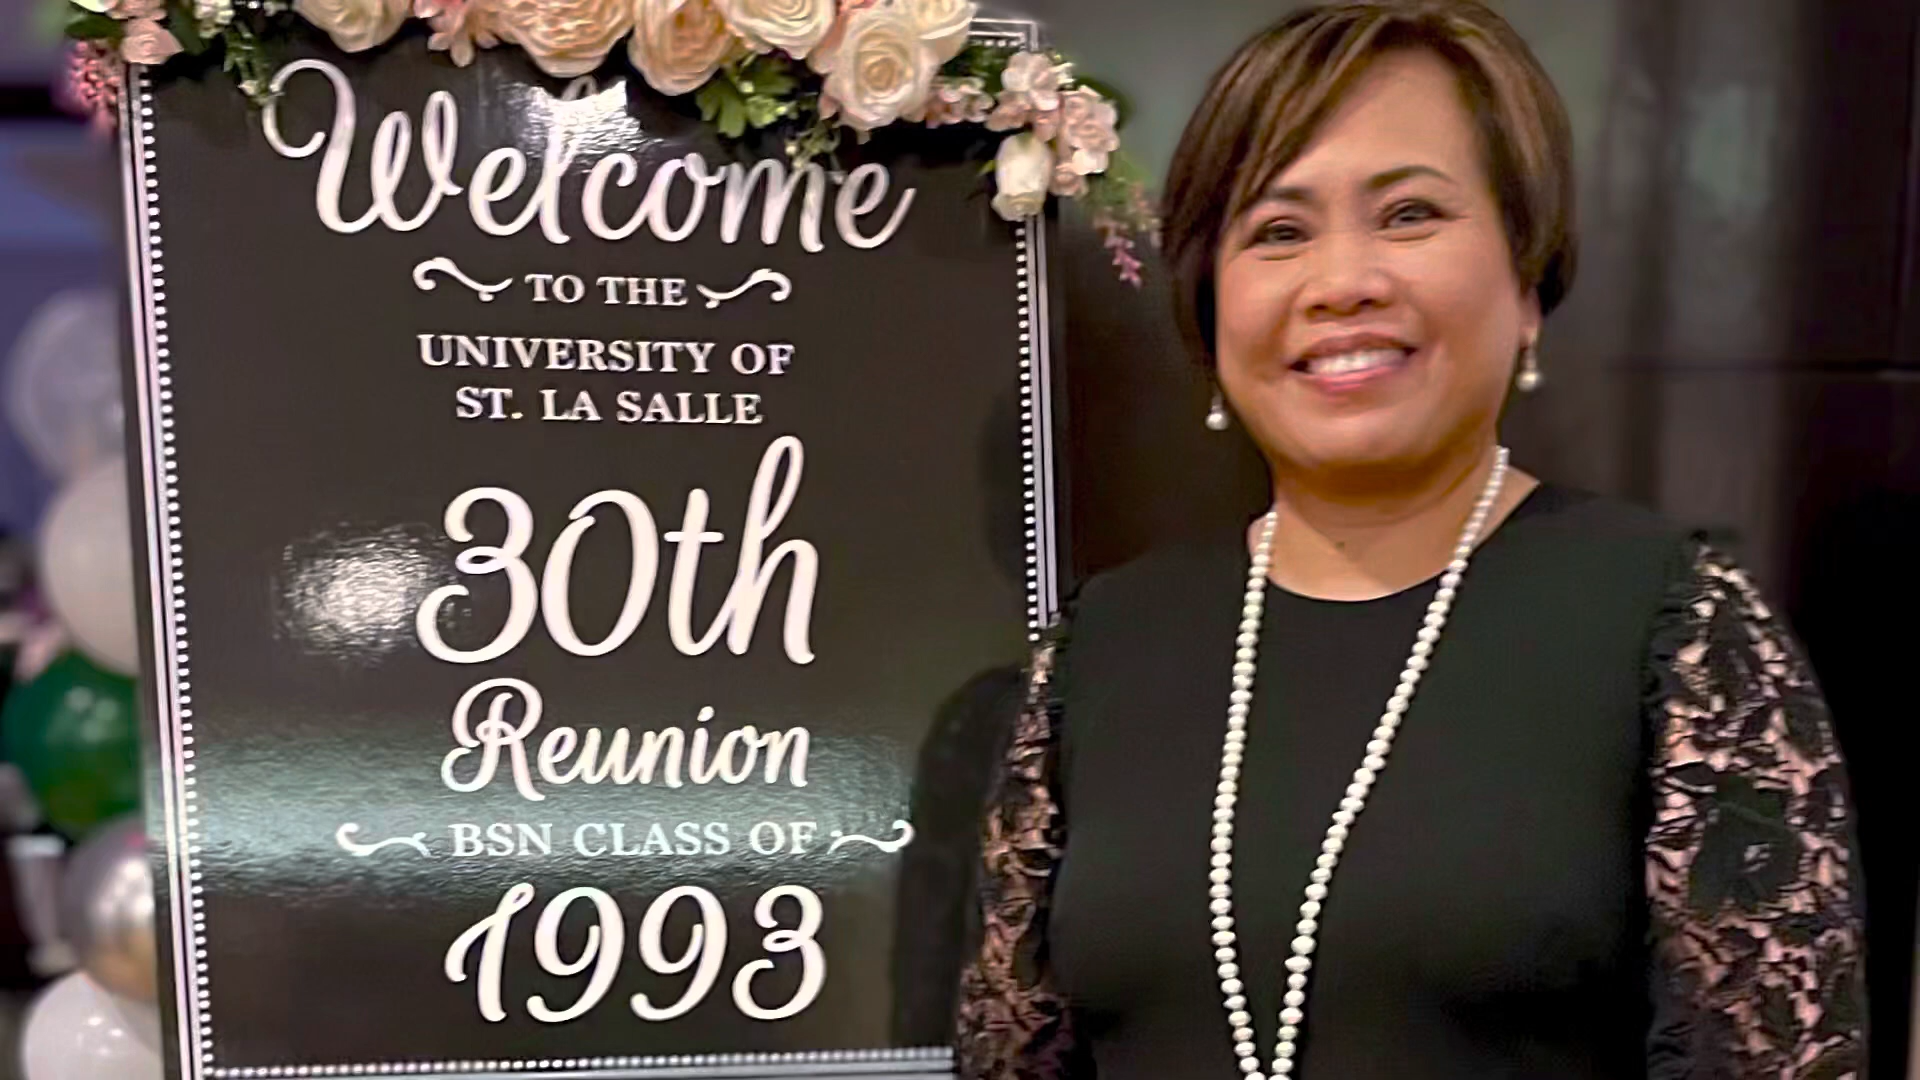 Welcome
TO THE
UNIVERSITY OF
ST. LA SALLE
30th
Reunion
BSN CLASS OF
1993